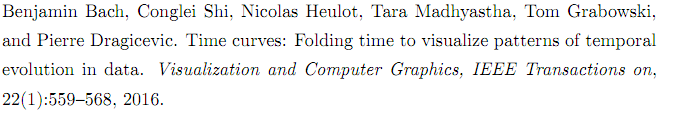 Benjamin Bach, Conglei Shi, Nicolas Heulot, Tara Madhyastha, Tom Grabowski,
and Pierre Dragicevic. Time curves: Folding time to visualize patterns of temporal
evolution in data. Visualization and Computer Graphics, IEEE Transactions on,
22(1):559–568, 2016.